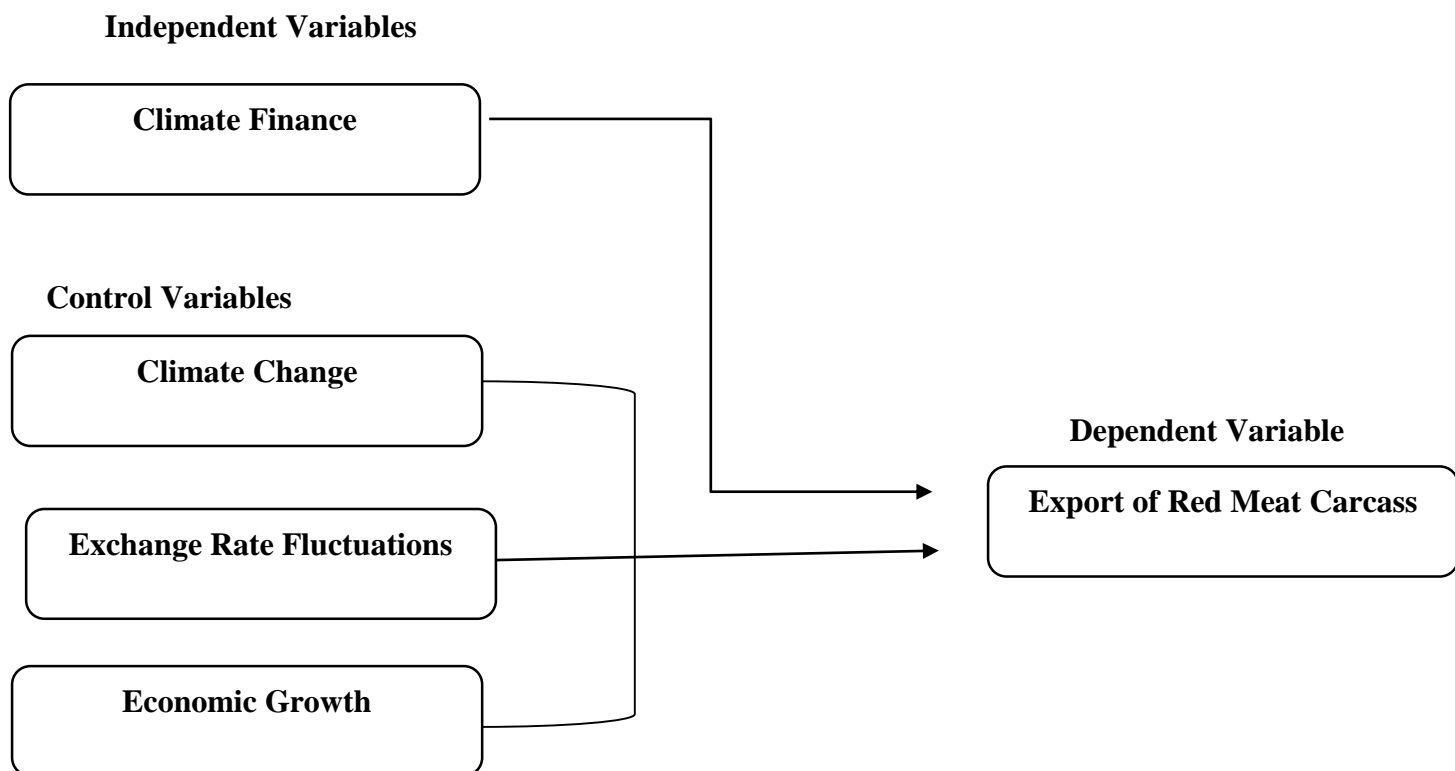 Independent Variables
Climate Finance
Control Variables
Climate Change
Exchange Rate Fluctuations
Economic Growth
Dependent Variable
Export of Red Meat Carcass